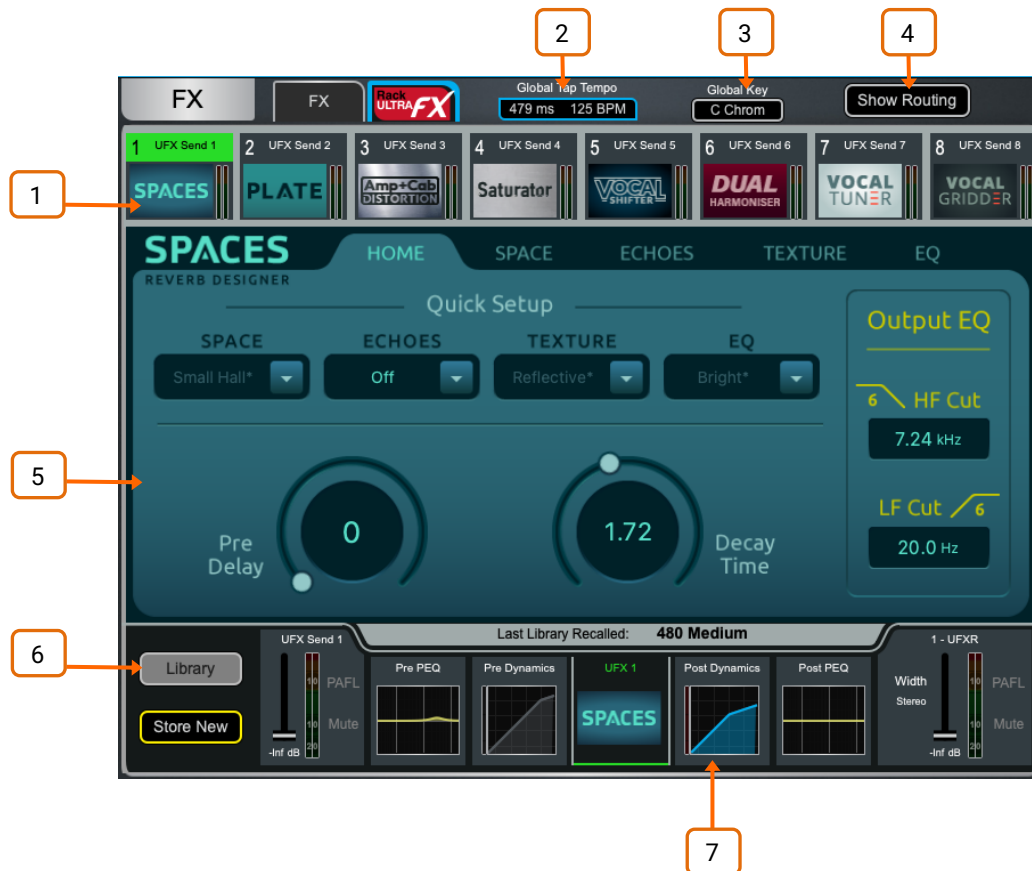 2
3
4
FX
FX
Rack
ULTRA FX
Global Tap Tempo
479 ms 125 BPM
Global Key
C Chrom
Show Routing
1 UFX Send 1
2 UFX Send 2
3 UFX Send 3
4 UFX Send 4
5 UFX Send 5
6 UFX Send 6
7 UFX Send 7
8 UFX Send 8
1
SPACES
PLATE
Amp+Cab
DISTORTION
Saturator
VOCAL
SHIFTER
DUAL
HARMONISER
VOCAL
TUNER
VOCAL
GRIDDER
SPACES
REVERB DESIGNER
HOME
SPACE
ECHOES
TEXTURE
EQ
Quick Setup
SPACE
ECHOES
TEXTURE
EQ
Small Hall*
Off
Reflective*
Bright*
Output EQ
6 HF Cut
7.24 kHz
LF Cut 6
20.0 Hz
5
Pre
Delay
0
1.72
Decay
Time
6
Library
Store New
UFX Send 1
10
10
20
PAFL
Mute
-Inf dB
Last Library Recalled: 480 Medium
Pre PEQ
Pre Dynamics
UFX 1
SPACES
Post Dynamics
Post PEQ
1 - UFXR
Width
Stereo
10
10
20
PAFL
Mute
-Inf dB
7